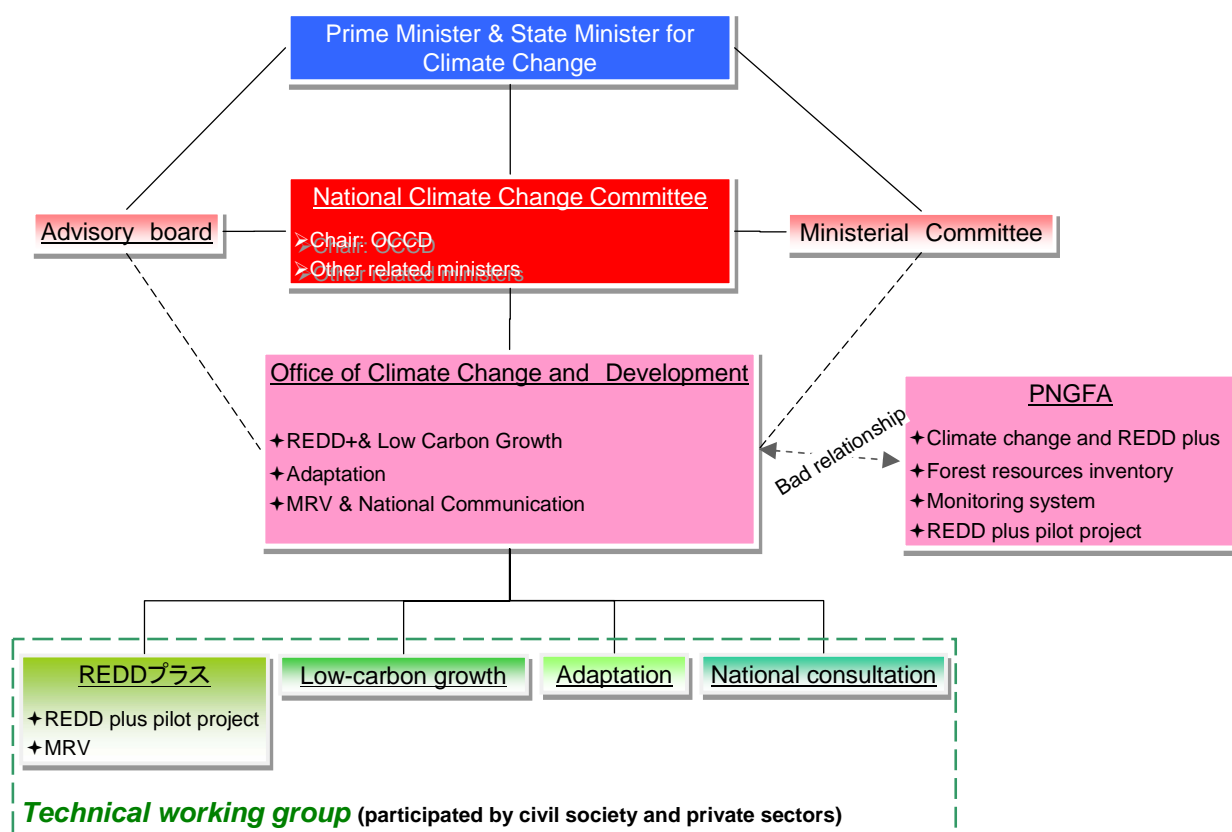 Prime Minister & State Minister for
Climate Change
National Climate Change Committee
➢Chair: OCCD
➢Other related ministers
Advisory board
Ministerial Committee
Office of Climate Change and Development
✦REDD+& Low Carbon Growth
✦Adaptation
✦MRV & National Communication
Bad relationship
PNGFA
✦Climate change and REDD plus
✦Forest resources inventory
✦Monitoring system
✦REDD plus pilot project
REDDプラス
✦REDD plus pilot project
✦MRV
Low-carbon growth
Adaptation
National consultation
Technical working group (participated by civil society and private sectors)